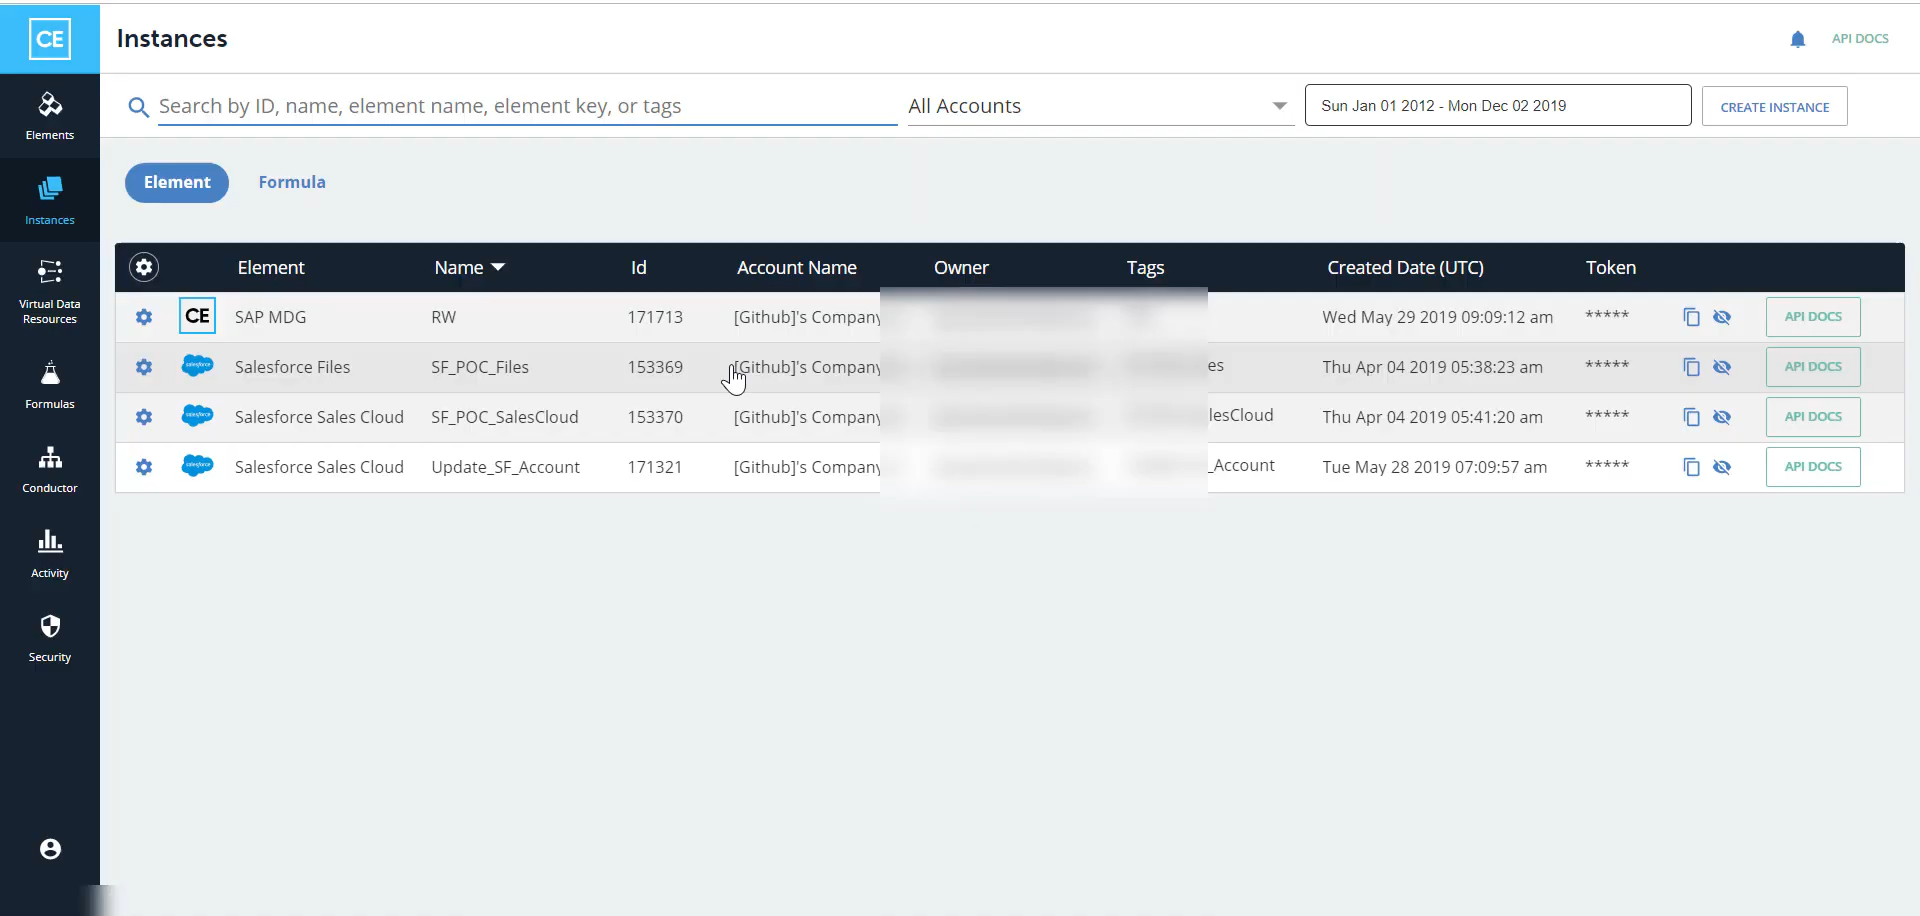 CE
Instances
API DOCS
Search by ID, name, element name, element key, or tags
All Accounts
Sun Jan 01 2012 - Mon Dec 02 2019
CREATE INSTANCE
Elements
Instances
Virtual Data
Resources
Formulas
Conductor
Activity
Security
Element Formula
Element Name Id Account Name Owner Tags Created Date (UTC) Token
CE SAP MDG RW 171713 [Github]'s Company Wed May 29 2019 09:09:12 am ***** API DOCS
salesforce Salesforce Files SF_POC_Files 153369 [Github]'s Company es Thu Apr 04 2019 05:38:23 am ***** API DOCS
salesforce Salesforce Sales Cloud SF_POC_SalesCloud 153370 [Github]'s Company lesCloud Thu Apr 04 2019 05:41:20 am ***** API DOCS
salesforce Salesforce Sales Cloud Update_SF_Account 171321 [Github]'s Company _Account Tue May 28 2019 07:09:57 am ***** API DOCS